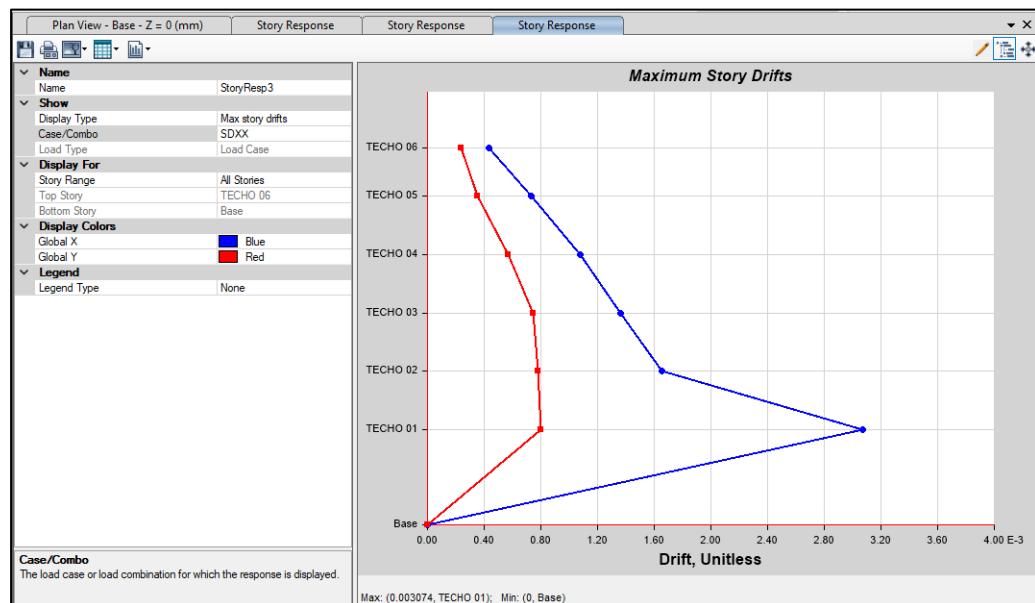 Plan View - Base - Z = 0 (mm)
Story Response
Story Response
Story Response
Name
Name StoryResp3
Show
Display Type Max story drifts
Case/Combo SDXX
Load Type Load Case
Display For
Story Range All Stories
Top Story TECHO 06
Bottom Story Base
Display Colors
Global X Blue
Global Y Red
Legend
Legend Type None
Case/Combo
The load case or load combination for which the response is displayed.
Maximum Story Drifts
TECHO 06
TECHO 05
TECHO 04
TECHO 03
TECHO 02
TECHO 01
Base
0.00 0.40 0.80 1.20 1.60 2.00 2.40 2.80 3.20 3.60 4.00 E-3
Drift, Unitless
Max: (0.003074, TECHO 01); Min: (0, Base)